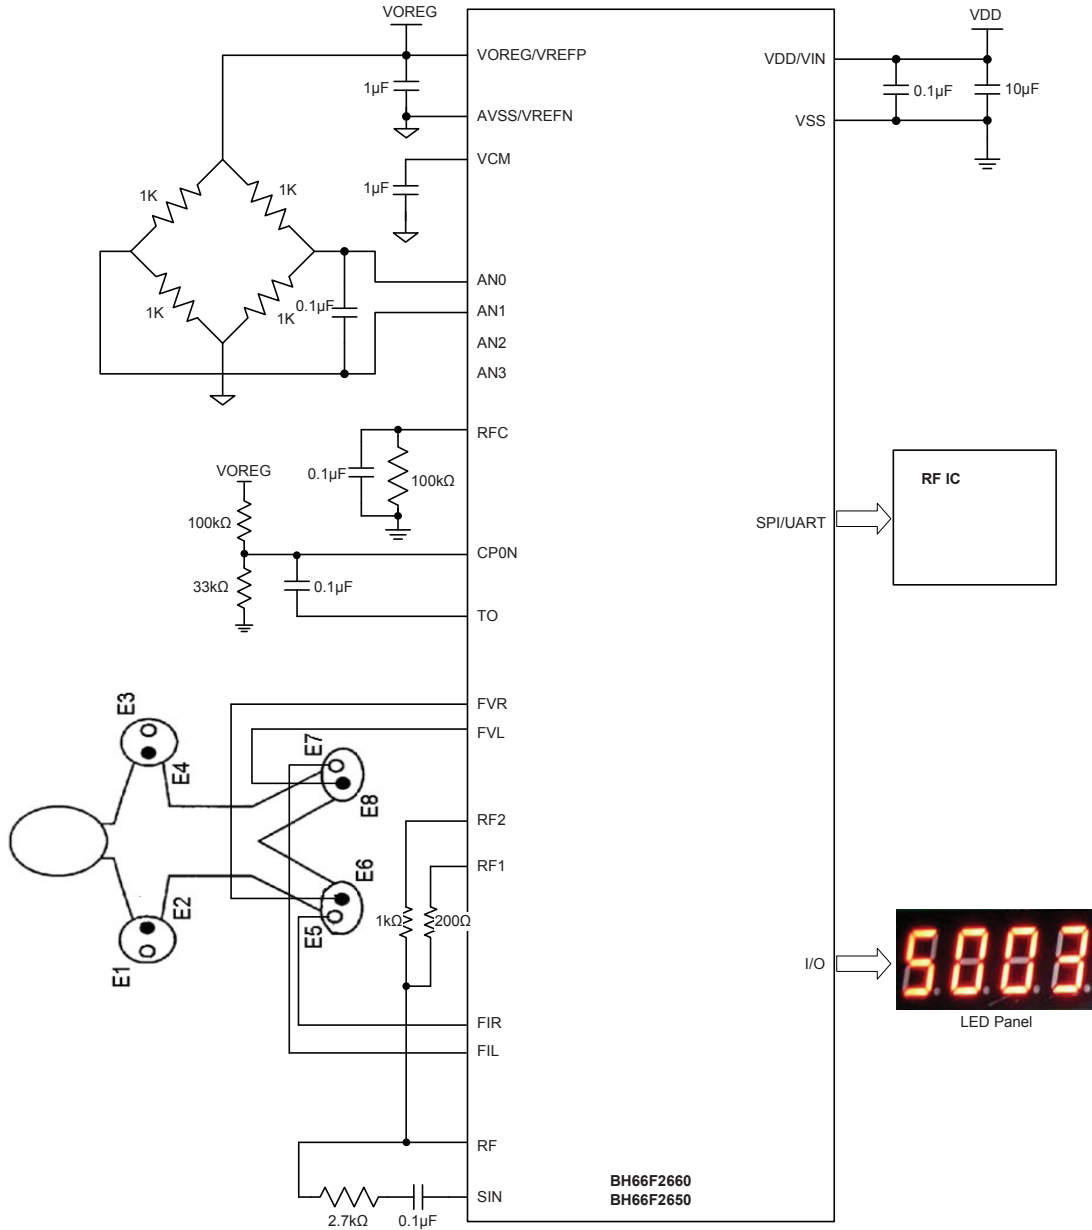 VOREG
VDD
VOREG/VREFP
VDD/VIN
1µF
0.1µF
10µF
AVSS/VREFN
VSS
VCM
1µF
1K
1K
AN0
0.1µF
AN1
1K
1K
AN2
AN3
RFC
0.1µF
100kΩ
VOREG
RF IC
100kΩ
SPI/UART
CP0N
33kΩ
0.1µF
TO
E3
FVR
FVL
E7
E4
E8
RF2
RF1
E6
E2
1kΩ
200Ω
E5
E1
I/O
5003
LED Panel
FIR
FIL
RF
BH66F2660
SIN
BH66F2650
2.7kΩ
0.1µF